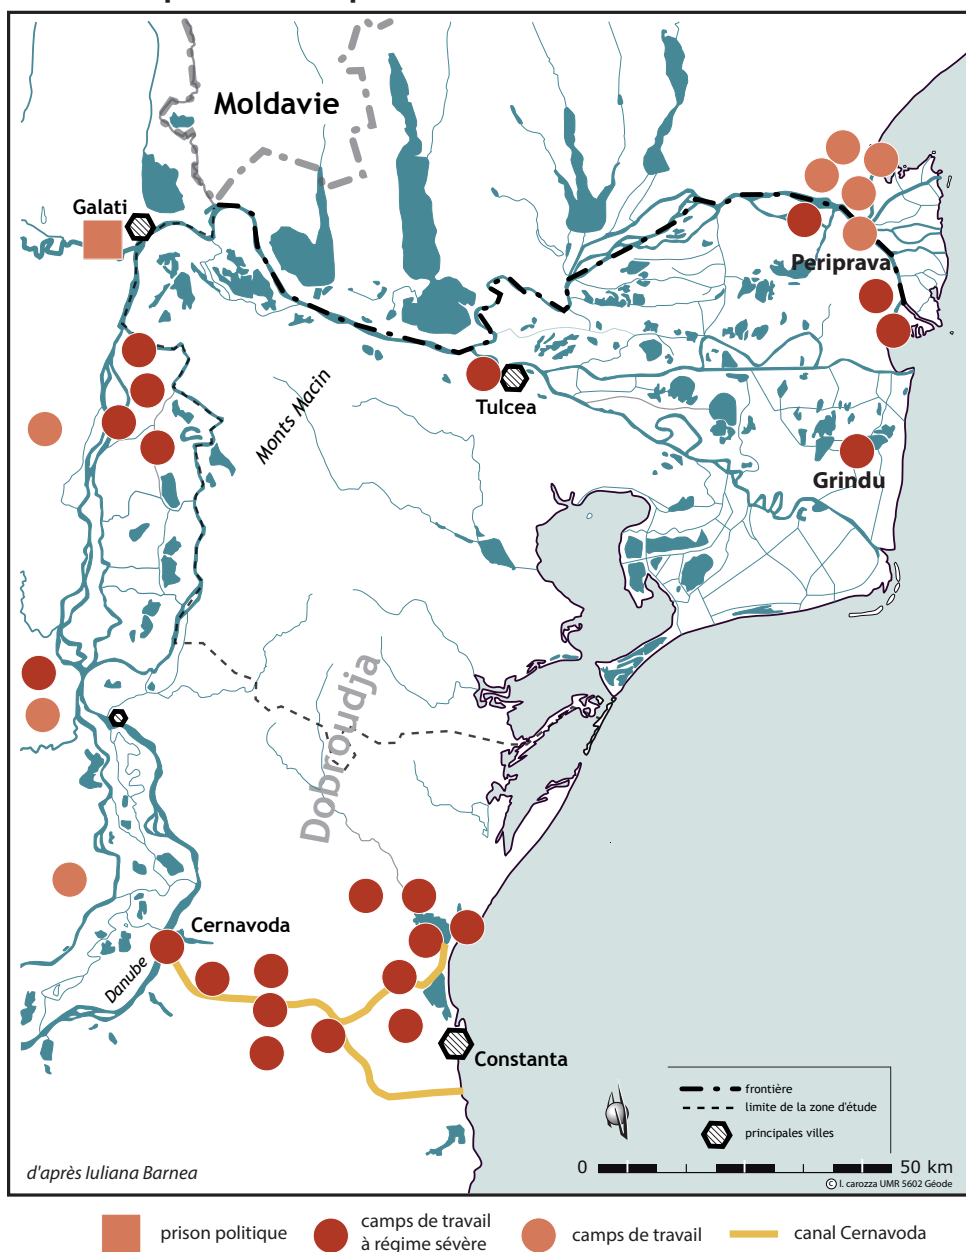 Moldavie
Galati
Periprava
Monts Macin
Tulcea
Grindu
Dobroudja
Cernavoda
Danube
Constanta
frontière
limite de la zone d'étude
principales villes
0
50 km
© l. carozza UMR 5602 Géode
d'après Iuliana Barnea
prison politique
camps de travail
à régime sévère
camps de travail
canal Cernavoda